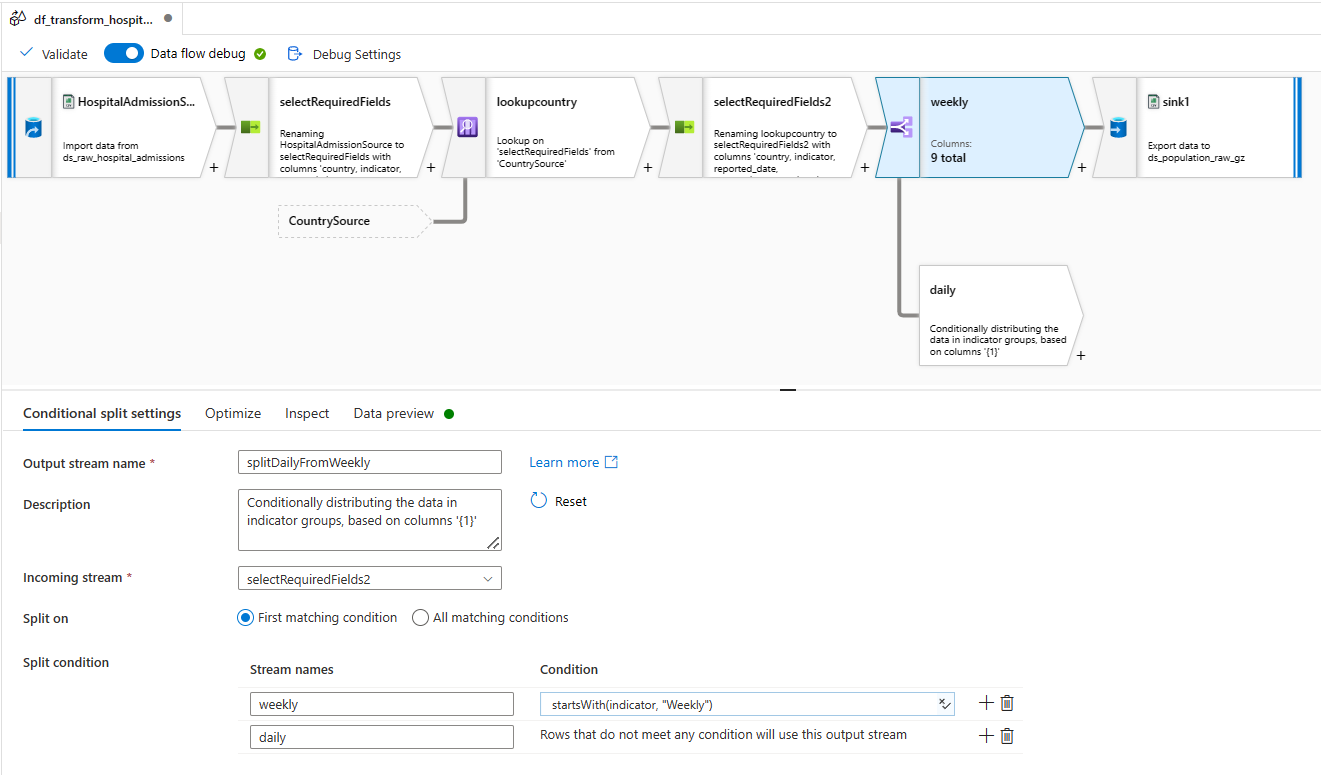 df_transform_hospit...
Validate
Data flow debug
Debug Settings
HospitalAdmissionS...
Import data from
ds_raw_hospital_admissions
+
selectRequiredFields
Renaming
HospitalAdmissionSource to
selectRequiredFields with
columns 'country, indicator,
+
lookupcountry
Lookup on
'selectRequiredFields' from
'CountrySource'
+
selectRequiredFields2
Renaming lookupcountry to
selectRequiredFields2 with
columns 'country, indicator,
reported_date,
+
weekly
Columns:
9 total
+
sink1
Export data to
ds_population_raw_gz
CountrySource
daily
Conditionally distributing the
data in indicator groups, based
on columns '{1}'
+
Conditional split settings
Optimize
Inspect
Data preview
Output stream name *
splitDailyFromWeekly
Learn more
Description
Conditionally distributing the data in
indicator groups, based on columns '{1}'
Reset
Incoming stream *
selectRequiredFields2
Split on
First matching condition
All matching conditions
Split condition
Stream names
Condition
weekly
startsWith(indicator, "Weekly")
daily
Rows that do not meet any condition will use this output stream